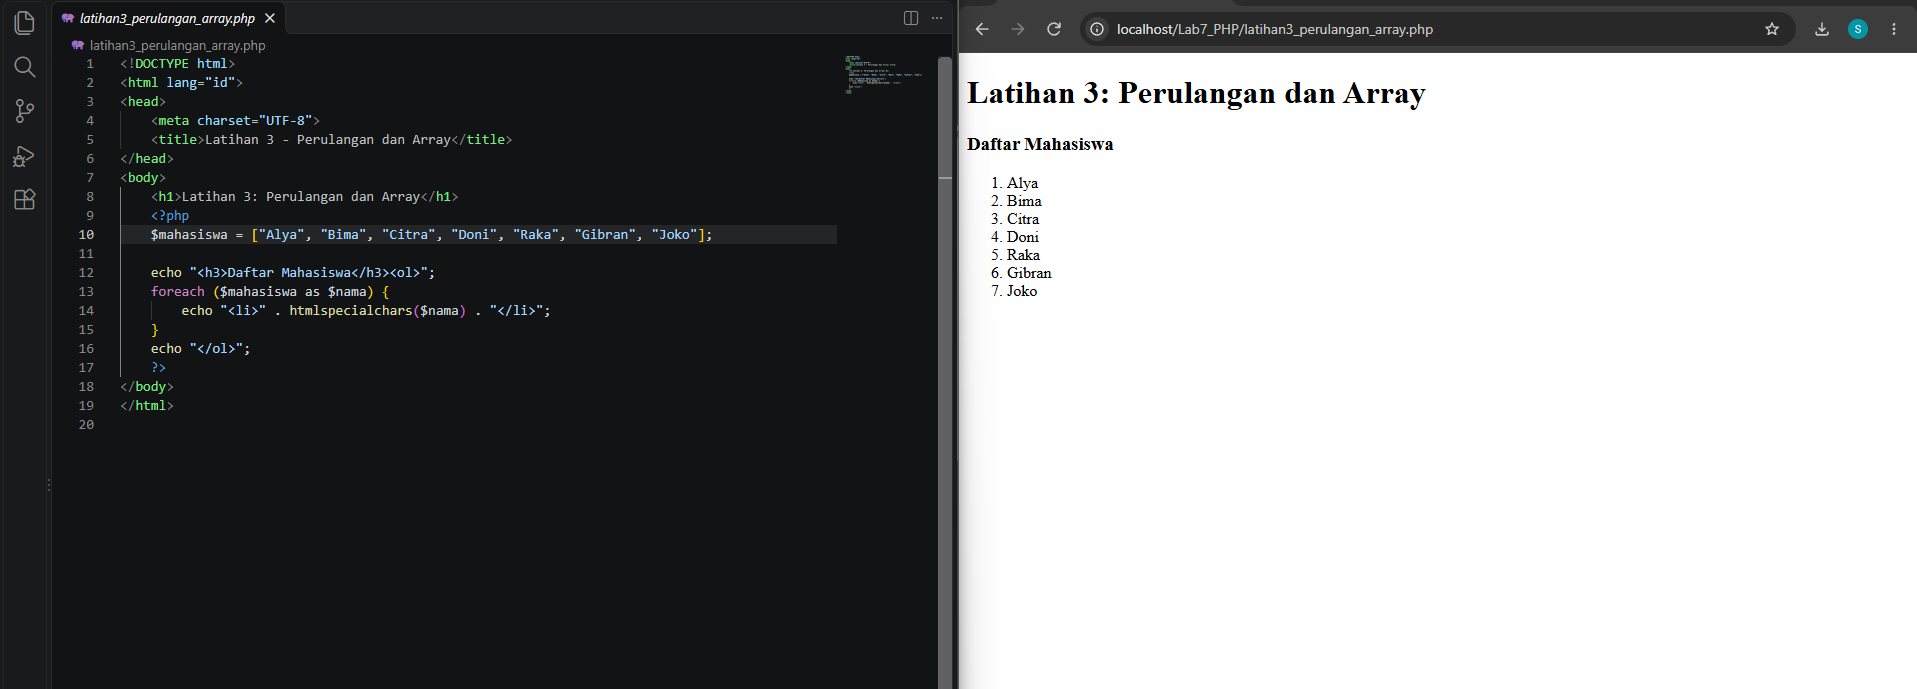 latihan3_perulangan_array.php
latihan3_perulangan_array.php
1 <!DOCTYPE html>
2 <html lang="id">
3 <head>
4     <meta charset="UTF-8">
5     <title>Latihan 3 - Perulangan dan Array</title>
6 </head>
7 <body>
8     <h1>Latihan 3: Perulangan dan Array</h1>
9     <?php
10     $mahasiswa = ["Alya", "Bima", "Citra", "Doni", "Raka", "Gibran", "Joko"];
11
12     echo "<h3>Daftar Mahasiswa</h3><ol>";
13     foreach ($mahasiswa as $nama) {
14         echo "<li>" . htmlspecialchars($nama) . "</li>";
15     }
16     echo "</ol>";
17     ?>
18 </body>
19 </html>
20
localhost/Lab7_PHP/latihan3_perulangan_array.php
S
Latihan 3: Perulangan dan Array
Daftar Mahasiswa
1. Alya
2. Bima
3. Citra
4. Doni
5. Raka
6. Gibran
7. Joko